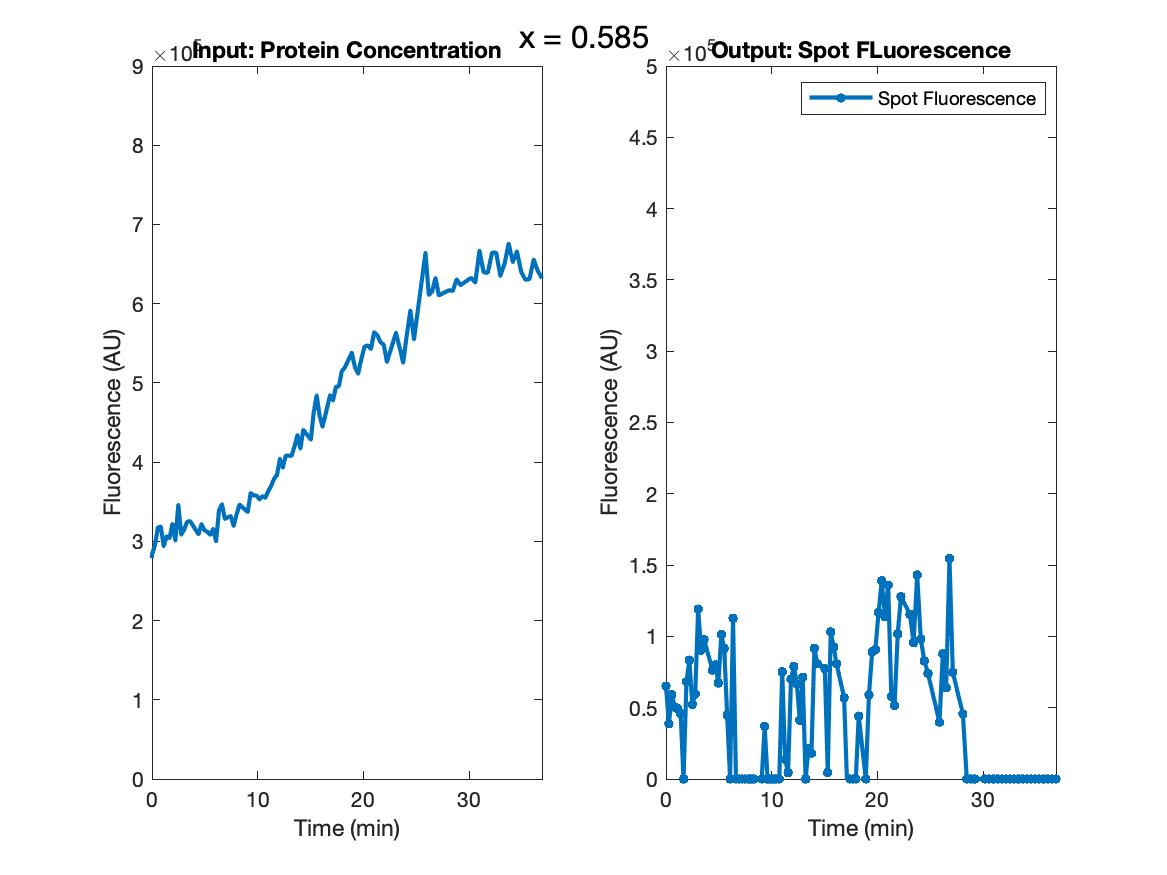 x = 0.585
×10⁵
Input: Protein Concentration
9
8
7
6
5
4
3
2
1
0
Fluorescence (AU)
0 10 20 30
Time (min)
×10⁵
Output: Spot FLuorescence
Spot Fluorescence
5
4.5
4
3.5
3
2.5
2
1.5
1
0.5
0
Fluorescence (AU)
0 10 20 30
Time (min)